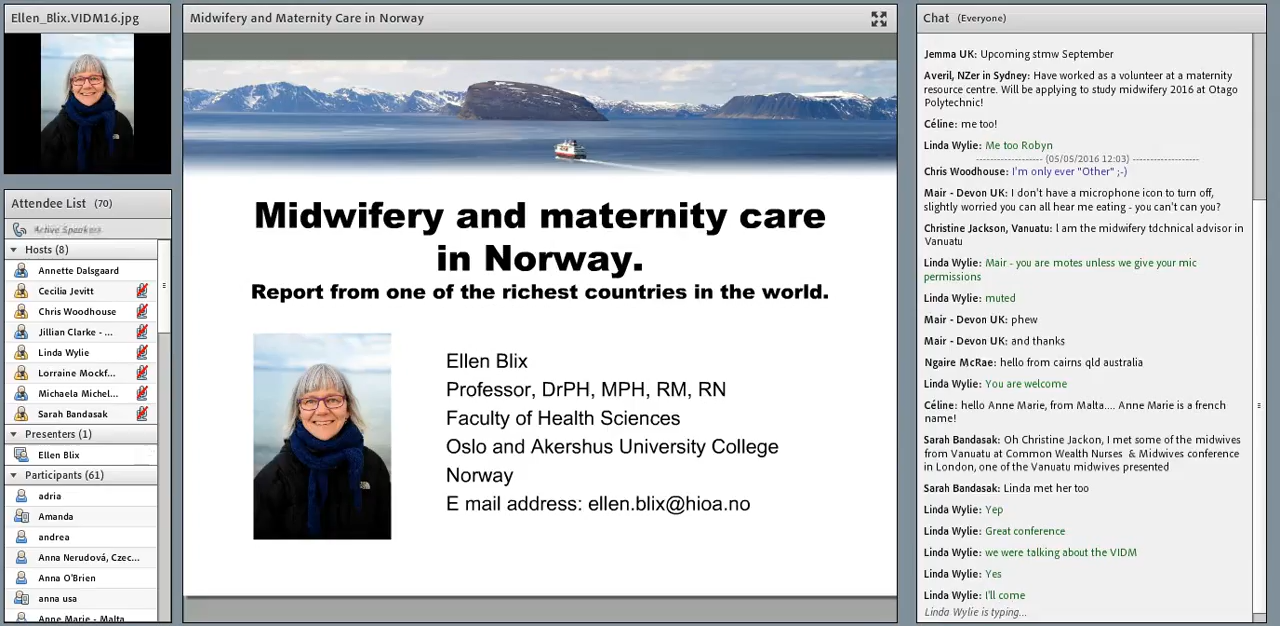 Ellen_Blix.VIDM16.jpg
Attendee List (70)
Active Speakers
Hosts (8)
Annette Dalsgaard
Cecilia Jevitt
Chris Woodhouse
Jillian Clarke - ...
Linda Wylie
Lorraine Mockf...
Michaela Michel...
Sarah Bandasak
Presenters (1)
Ellen Blix
Participants (61)
adria
Amanda
andrea
Anna Nerudová, Czec...
Anna O'Brien
anna usa
Anne Marie - Malta
Midwifery and Maternity Care in Norway
Midwifery and maternity care
in Norway.
Report from one of the richest countries in the world.
Ellen Blix
Professor, DrPH, MPH, RM, RN
Faculty of Health Sciences
Oslo and Akershus University College
Norway
E mail address: ellen.blix@hioa.no
Chat (Everyone)
Jemma UK: Upcoming stmw September
Averil, NZer in Sydney: Have worked as a volunteer at a maternity
resource centre. Will be applying to study midwifery 2016 at Otago
Polytechnic!
Céline: me too!
Linda Wylie: Me too Robyn
-------------------- (05/05/2016 12:03) --------------------
Chris Woodhouse: I'm only ever "Other" ;-)
Mair - Devon UK: I don't have a microphone icon to turn off,
slightly worried you can all hear me eating - you can't can you?
Christine Jackson, Vanuatu: l am the midwifery tdchnical advisor in
Vanuatu
Linda Wylie: Mair - you are motes unless we give your mic
permissions
Linda Wylie: muted
Mair - Devon UK: phew
Mair - Devon UK: and thanks
Ngaire McRae: hello from cairns qld australia
Linda Wylie: You are welcome
Céline: hello Anne Marie, from Malta.... Anne Marie is a french
name!
Sarah Bandasak: Oh Christine Jackon, I met some of the midwives
from Vanuatu at Common Wealth Nurses & Midwives conference
in London, one of the Vanuatu midwives presented
Sarah Bandasak: Linda met her too
Linda Wylie: Yep
Linda Wylie: Great conference
Linda Wylie: we were talking about the VIDM
Linda Wylie: Yes
Linda Wylie: I'll come
Linda Wylie is typing...